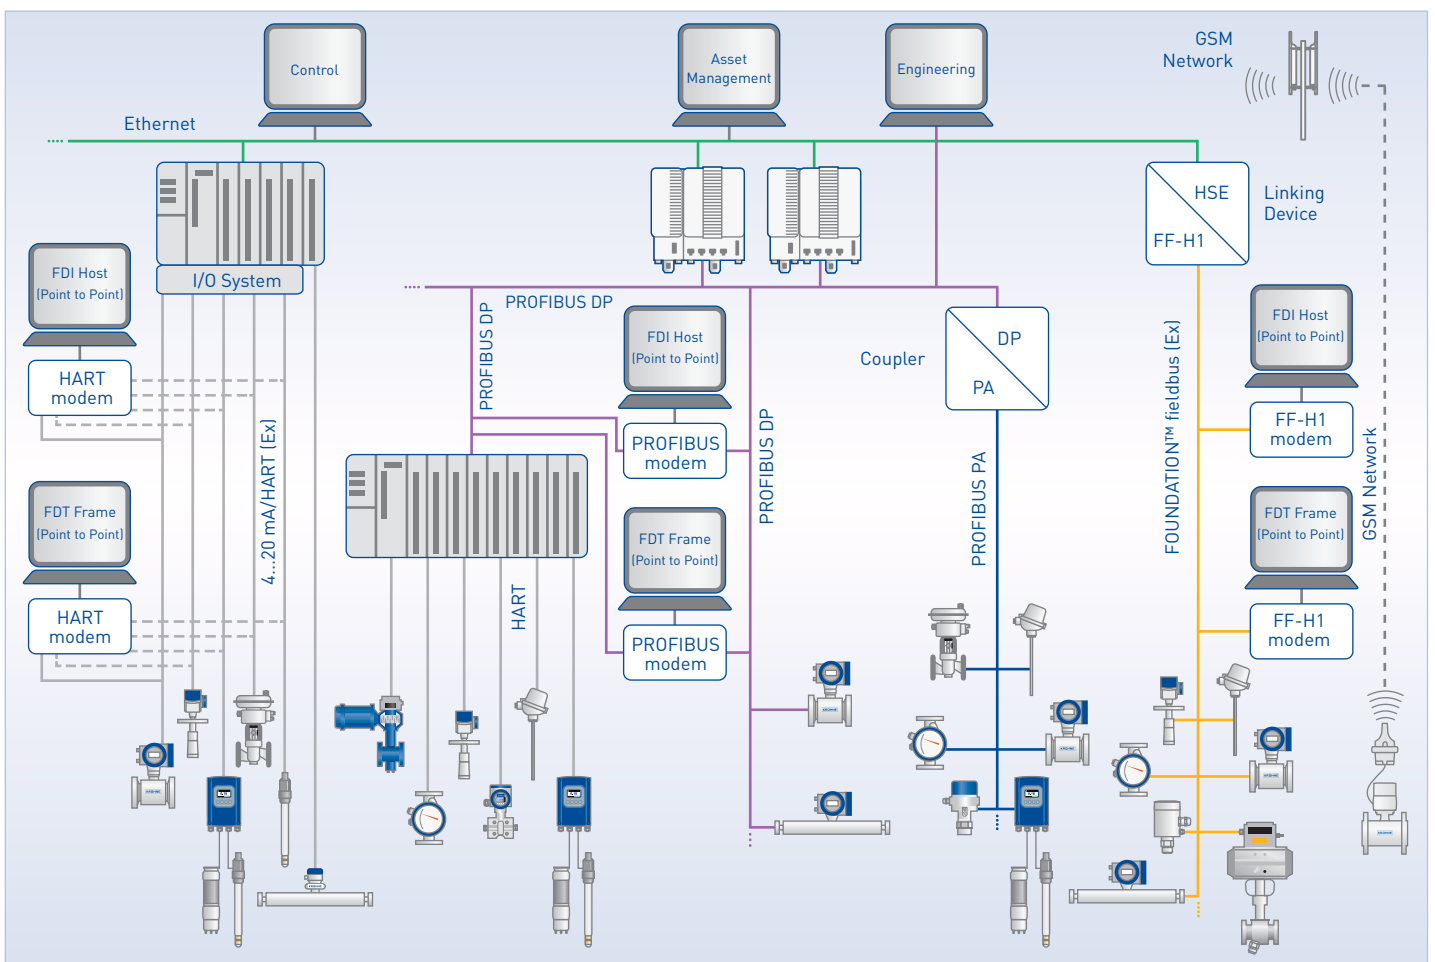 Control
Asset
Management
Engineering
GSM
Network
Ethernet
HSE
FF-H1
Linking
Device
I/O System
FDI Host
(Point to Point)
HART
modem
4...20 mA/HART (Ex)
FDT Frame
(Point to Point)
HART
modem
PROFIBUS DP
PROFIBUS DP
HART
FDI Host
(Point to Point)
PROFIBUS
modem
FDT Frame
(Point to Point)
PROFIBUS
modem
PROFIBUS DP
Coupler
DP
PA
PROFIBUS PA
FOUNDATION™ fieldbus (Ex)
FDI Host
(Point to Point)
FF-H1
modem
FDT Frame
(Point to Point)
FF-H1
modem
GSM Network